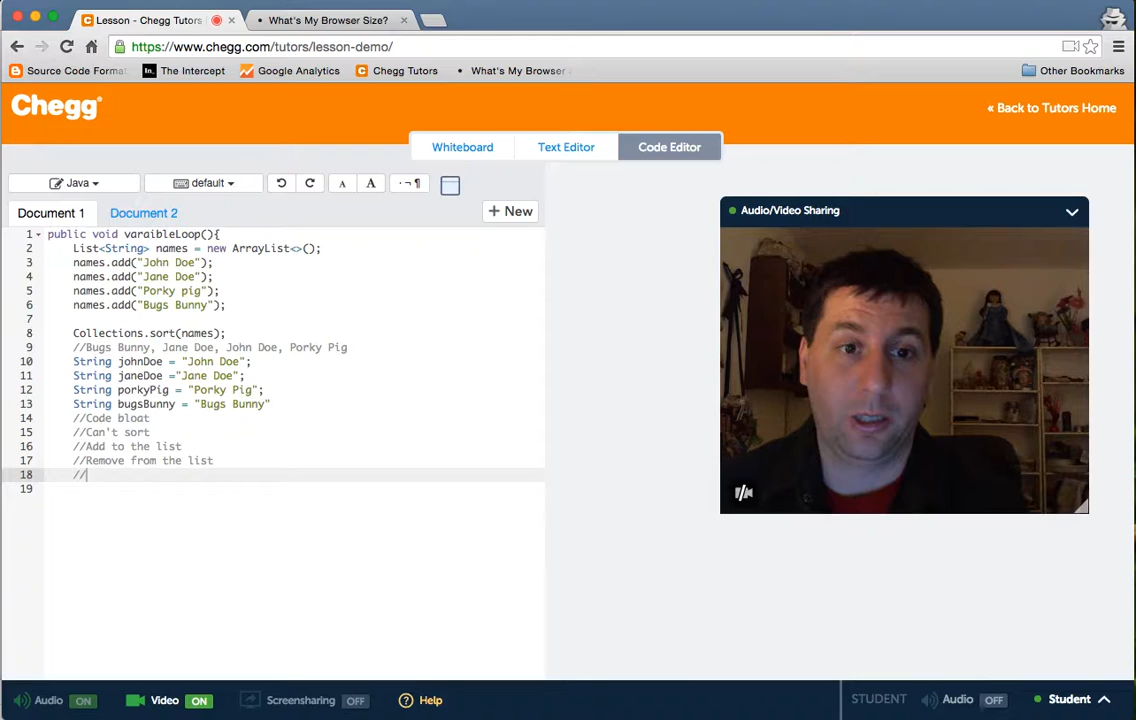 Lesson - Chegg Tutors
What's My Browser Size?
https://www.chegg.com/tutors/lesson-demo/
Source Code Format
In_ The Intercept
Google Analytics
Chegg Tutors
• What's My Browser
Other Bookmarks
Chegg®
« Back to Tutors Home
Whiteboard
Text Editor
Code Editor
Java
default
A A
Document 1
Document 2
+ New
Audio/Video Sharing
1 public void varaibleLoop(){
2 List<String> names = new ArrayList<>();
3 names.add("John Doe");
4 names.add("Jane Doe");
5 names.add("Porky pig");
6 names.add("Bugs Bunny");
7
8 Collections.sort(names);
9 //Bugs Bunny, Jane Doe, John Doe, Porky Pig
10 String johnDoe = "John Doe";
11 String janeDoe ="Jane Doe";
12 String porkyPig = "Porky Pig";
13 String bugsBunny = "Bugs Bunny"
14 //Code bloat
15 //Can't sort
16 //Add to the list
17 //Remove from the list
18 //
19
Audio ON
Video ON
Screensharing OFF
? Help
STUDENT
Audio OFF
Student